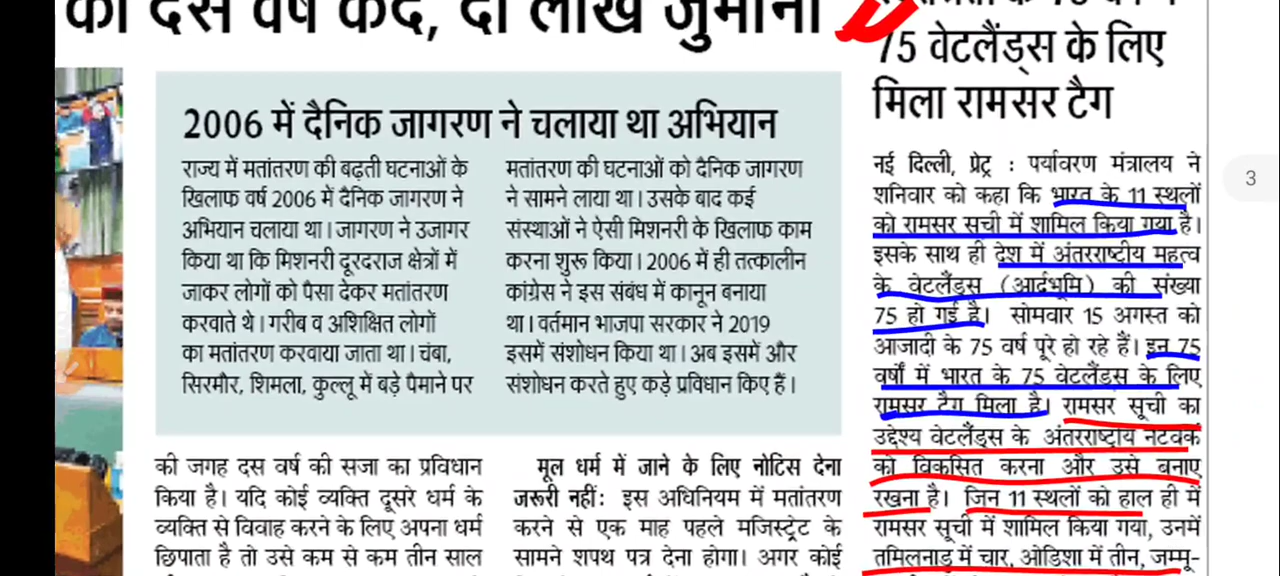 को दस वर्ष कैद, दो लाख जुर्माना
75 वेटलैंड्स के लिए
मिला रामसर टैग
2006 में दैनिक जागरण ने चलाया था अभियान
राज्य में मतांतरण की बढ़ती घटनाओं के
खिलाफ वर्ष 2006 में दैनिक जागरण ने
अभियान चलाया था। जागरण ने उजागर
किया था कि मिशनरी दूरदराज क्षेत्रों में
जाकर लोगों को पैसा देकर मतांतरण
करवाते थे। गरीब व अशिक्षित लोगों
का मतांतरण करवाया जाता था। चंबा,
सिरमौर, शिमला, कुल्लू में बड़े पैमाने पर
मतांतरण की घटनाओं को दैनिक जागरण
ने सामने लाया था। उसके बाद कई
संस्थाओं ने ऐसी मिशनरी के खिलाफ काम
करना शुरू किया। 2006 में ही तत्कालीन
कांग्रेस ने इस संबंध में कानून बनाया
था। वर्तमान भाजपा सरकार ने 2019
इसमें संशोधन किया था। अब इसमें और
संशोधन करते हुए कड़े प्रविधान किए हैं।
की जगह दस वर्ष की सजा का प्रविधान
किया है। यदि कोई व्यक्ति दूसरे धर्म के
व्यक्ति से विवाह करने के लिए अपना धर्म
छिपाता है तो उसे कम से कम तीन साल
मूल धर्म में जाने के लिए नोटिस देना
जरूरी नहीं: इस अधिनियम में मतांतरण
करने से एक माह पहले मजिस्ट्रेट के
सामने शपथ पत्र देना होगा। अगर कोई
नई दिल्ली, प्रेट्र : पर्यावरण मंत्रालय ने
शनिवार को कहा कि भारत के 11 स्थलों
को रामसर सूची में शामिल किया गया है।
इसके साथ ही देश में अंतरराष्ट्रीय महत्व
के वेटलैंड्स (आर्द्रभूमि) की संख्या
75 हो गई है। सोमवार 15 अगस्त को
आजादी के 75 वर्ष पूरे हो रहे हैं। इन 75
वर्षों में भारत के 75 वेटलैंड्स के लिए
रामसर टैग मिला है। रामसर सूची का
उद्देश्य वेटलैंड्स के अंतरराष्ट्रीय नेटवर्क
को विकसित करना और उसे बनाए
रखना है। जिन 11 स्थलों को हाल ही में
रामसर सूची में शामिल किया गया, उनमें
तमिलनाडु में चार, ओडिशा में तीन, जम्मू-
3